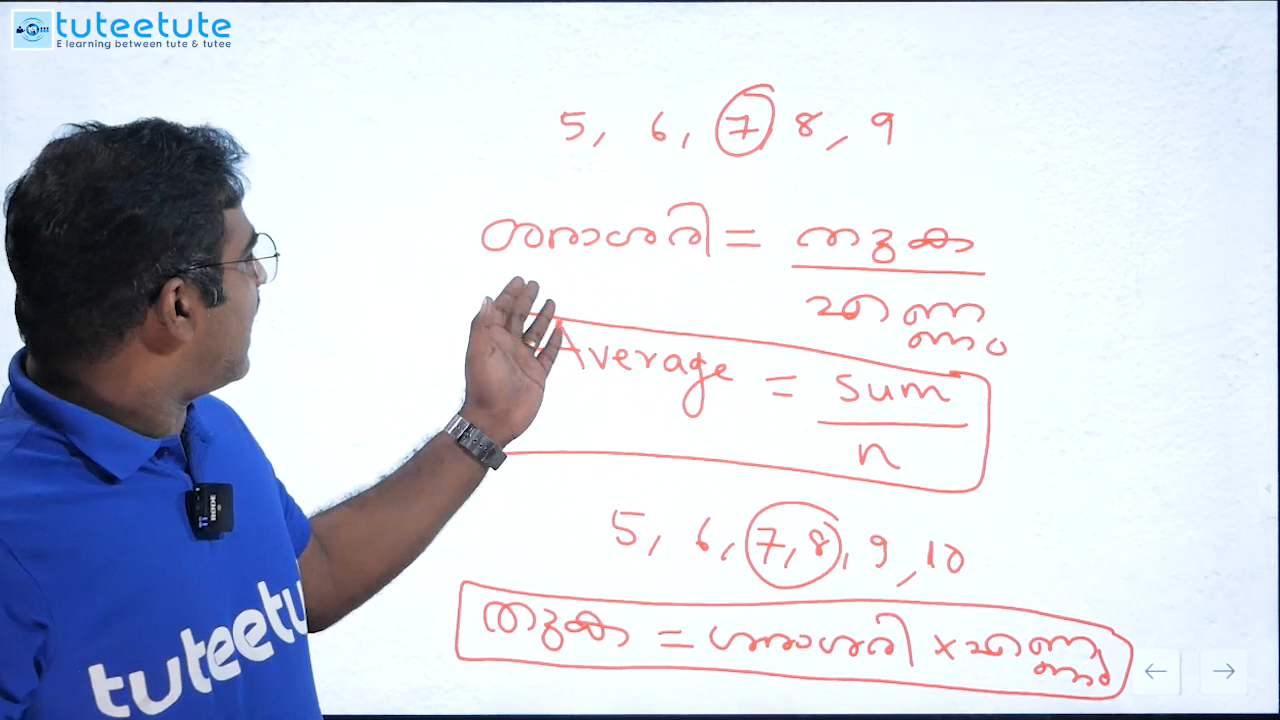 tuteetute
E learning between tute & tutee
5, 6, 7 8, 9
ശരാശരി = തുക
എണ്ണം
Average = sum
n
5, 6, 7, 8, 9, 10
തുക = ശരാശരി × എണ്ണം
RODE
tuteetu